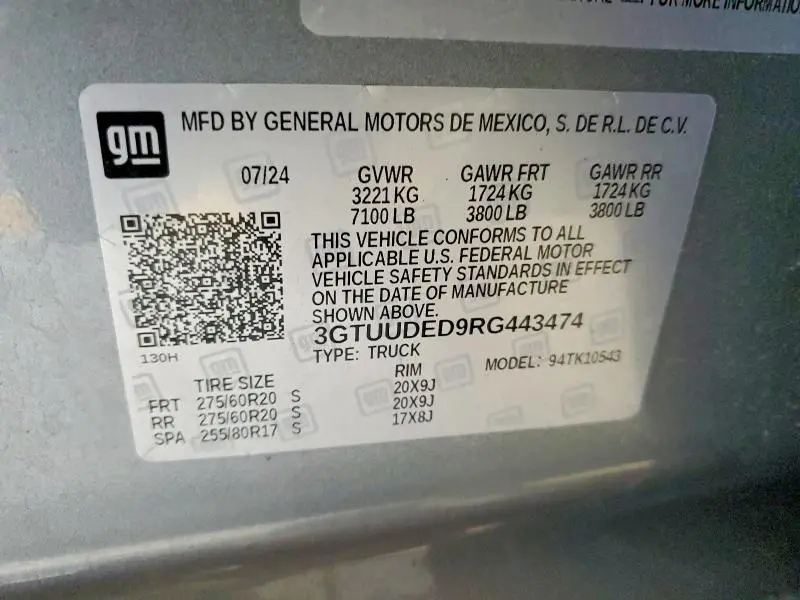 FOR MORE INFORMATIO
gm
MFD BY GENERAL MOTORS DE MEXICO, S. DE R.L. DE C.V.
07/24 GVWR GAWR FRT GAWR RR
3221 KG 1724 KG 1724 KG
7100 LB 3800 LB 3800 LB
THIS VEHICLE CONFORMS TO ALL
APPLICABLE U.S. FEDERAL MOTOR
VEHICLE SAFETY STANDARDS IN EFFECT
ON THE DATE OF MANUFACTURE
SHOWN ABOVE.
3GTUUDED9RG443474
130H
TYPE: TRUCK MODEL: 94TK10543
TIRE SIZE RIM
FRT 275/60R20 S 20X9J
RR 275/60R20 S 20X9J
SPA 255/80R17 S 17X8J